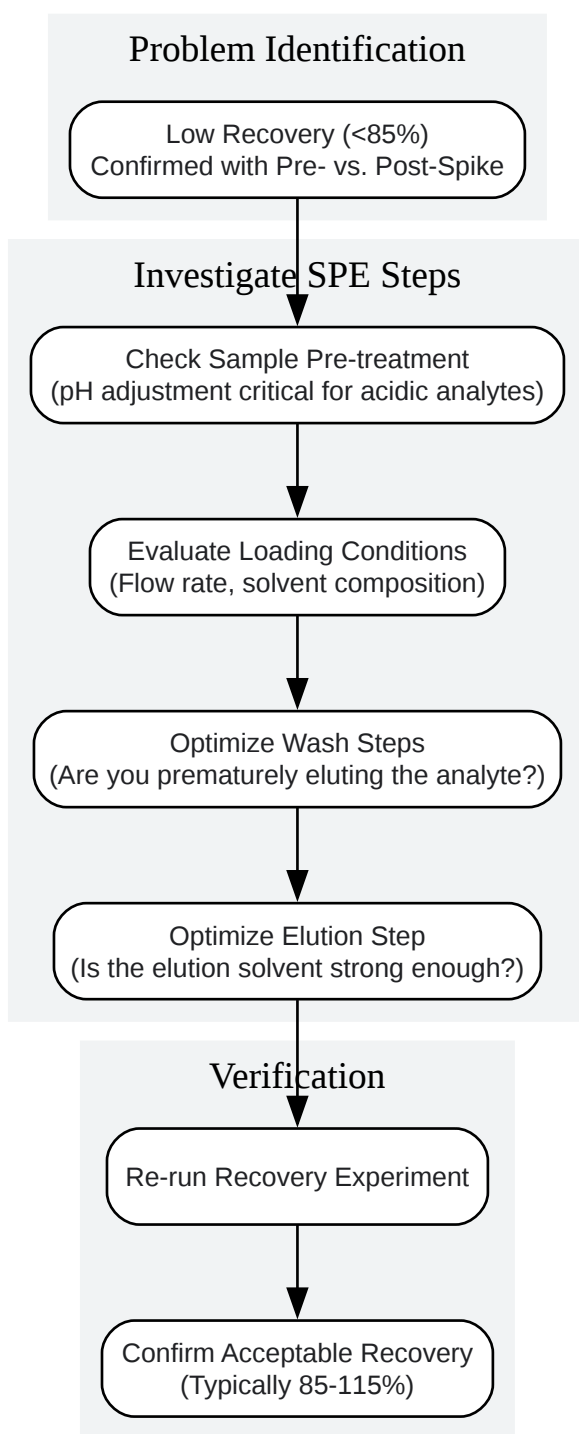 Problem Identification
Low Recovery (<85%)
Confirmed with Pre- vs. Post-Spike
Investigate SPE Steps
Check Sample Pre-treatment
(pH adjustment critical for acidic analytes)
Evaluate Loading Conditions
(Flow rate, solvent composition)
Optimize Wash Steps
(Are you prematurely eluting the analyte?)
Optimize Elution Step
(Is the elution solvent strong enough?)
Verification
Re-run Recovery Experiment
Confirm Acceptable Recovery
(Typically 85-115%)